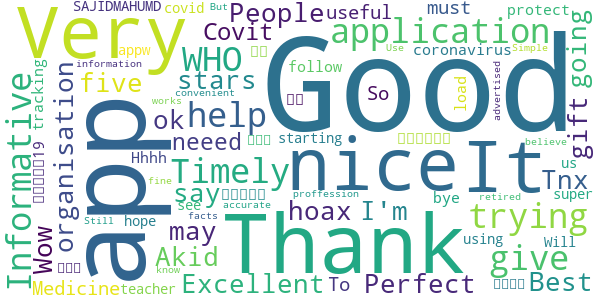 SAJIDMAHUMD
covid
But
People
useful
must
protect
Very
appw
WHO
Covit
application
going
information
five
stars
follow
coronavirus
Use
Simple
Informative
tracking
organisation
app
Good
So
load
advertised
gift
works
convenient
help
ok
neeed
starting
believe
19
Hhhh
Timely
nice
It
us
Tnx
fine
say
proffession
super
Wow
see
hoax
I'm
bye
trying
retired
Still
hope
facts
accurate
may
Thank
using
Will
Akid
give
Medicine
teacher
know
Excellent
To
Perfect
Best